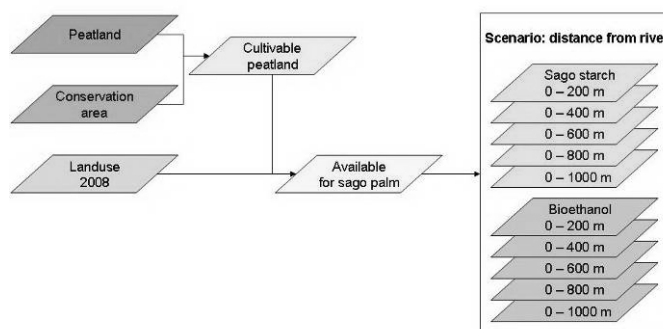 Peatland
Conservation
area
Cultivable
peatland
Landuse
2008
Available
for sago palm
Scenario: distance from rive
Sago starch
0 – 200 m
0 – 400 m
0 – 600 m
0 – 800 m
0 – 1000 m
Bioethanol
0 – 200 m
0 – 400 m
0 – 600 m
0 – 800 m
0 – 1000 m